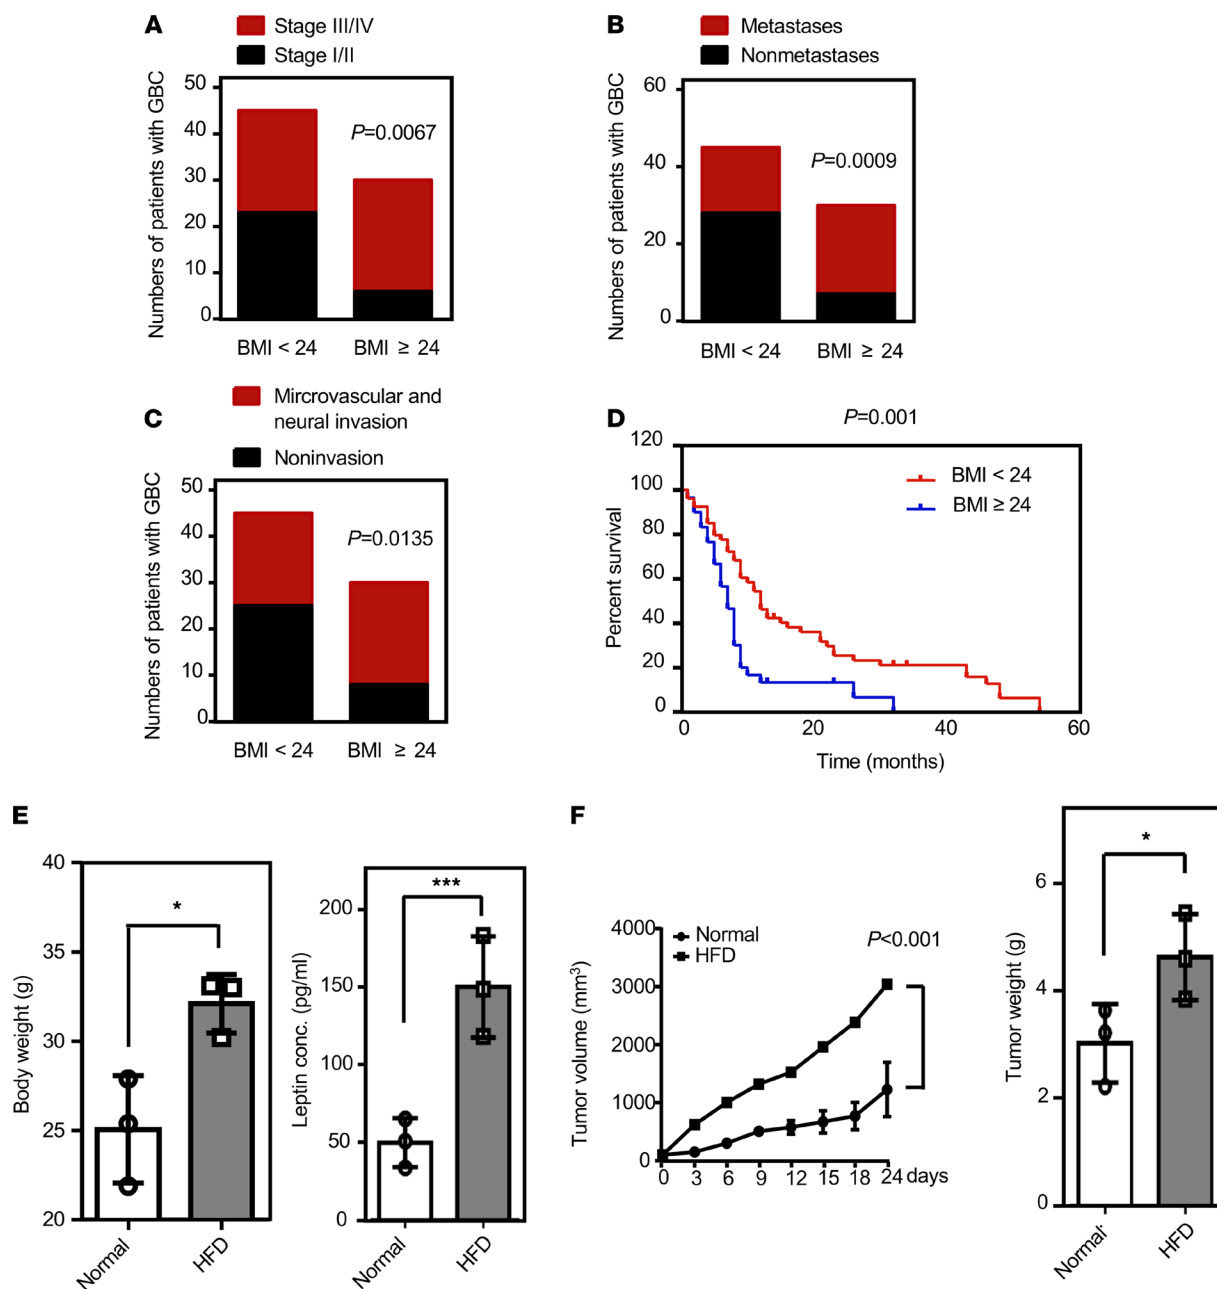 A
Stage III/IV
Stage I/II
Numbers of patients with GBC
50
40
30
20
10
0
P=0.0067
BMI < 24
BMI ≥ 24
B
Metastases
Nonmetastases
Numbers of patients with GBC
60
40
20
0
P=0.0009
BMI < 24
BMI ≥ 24
C
Mircrovascular and
neural invasion
Noninvasion
Numbers of patients with GBC
50
40
30
20
10
0
P=0.0135
BMI < 24
BMI ≥ 24
D
P=0.001
Percent survival
120
100
80
60
40
20
0
BMI < 24
BMI ≥ 24
0
20
40
60
Time (months)
E
Body weight (g)
40
35
30
25
20
*
Normal
HFD
Leptin conc. (pg/ml)
200
150
100
50
0
***
Normal
HFD
F
Tumor volume (mm³)
4000
3000
2000
1000
0
Normal
HFD
P<0.001
0 3 6 9 12 15 18 24 days
Tumor weight (g)
6
4
2
0
*
Normal
HFD